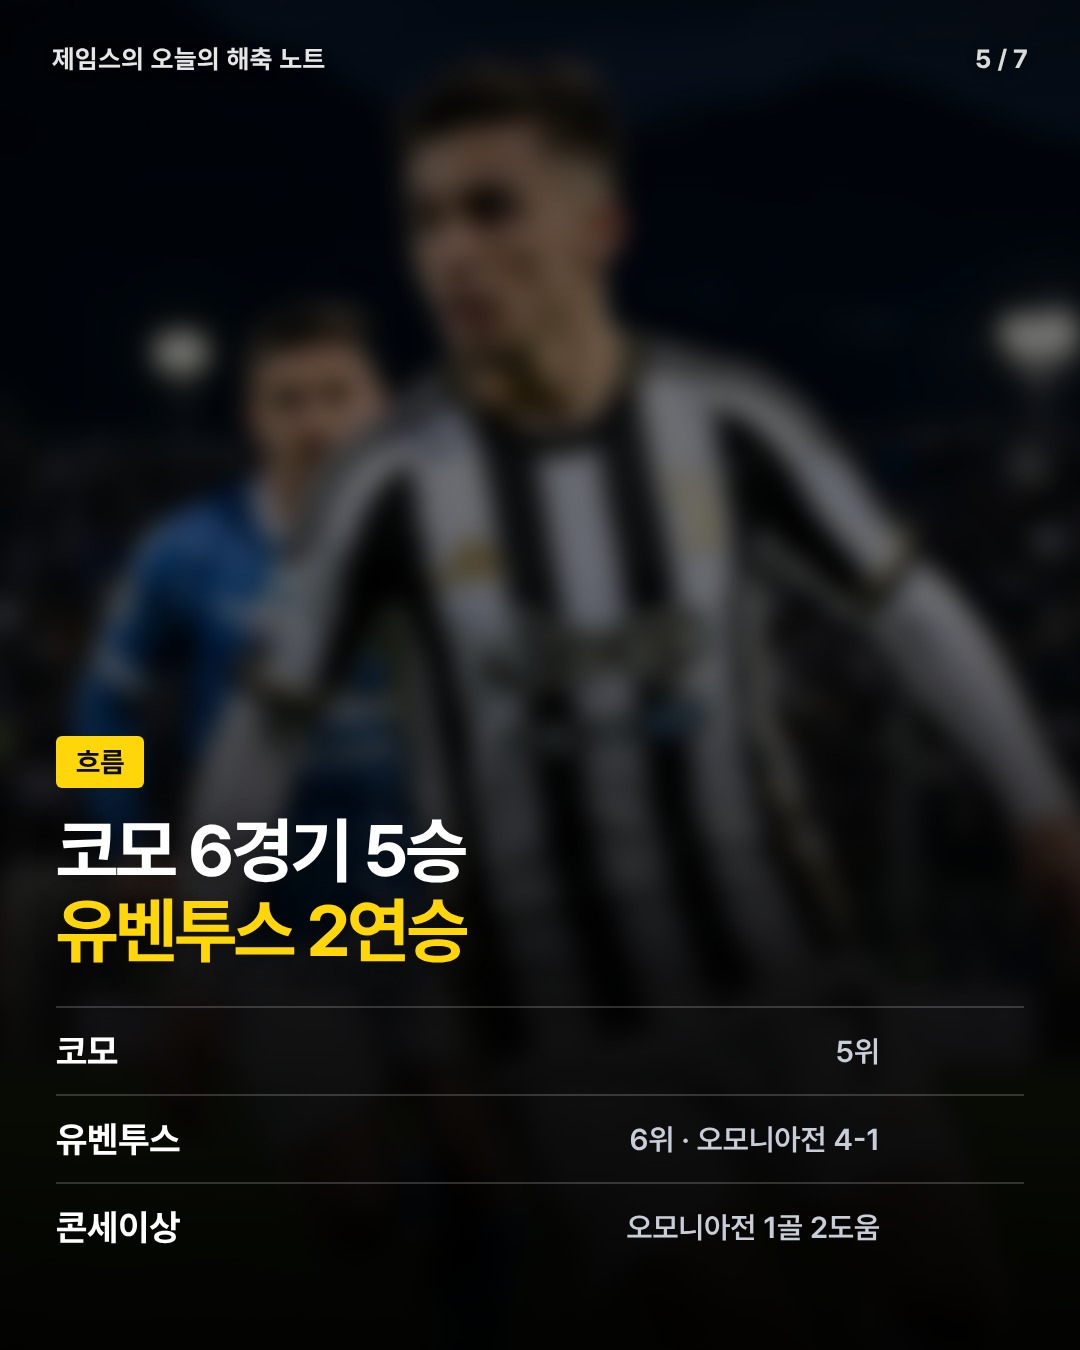 제임스의 오늘의 해축 노트
5 / 7
흐름
코모 6경기 5승
유벤투스 2연승
코모
5위
유벤투스
6위 · 오모니아전 4-1
콘세이상
오모니아전 1골 2도움